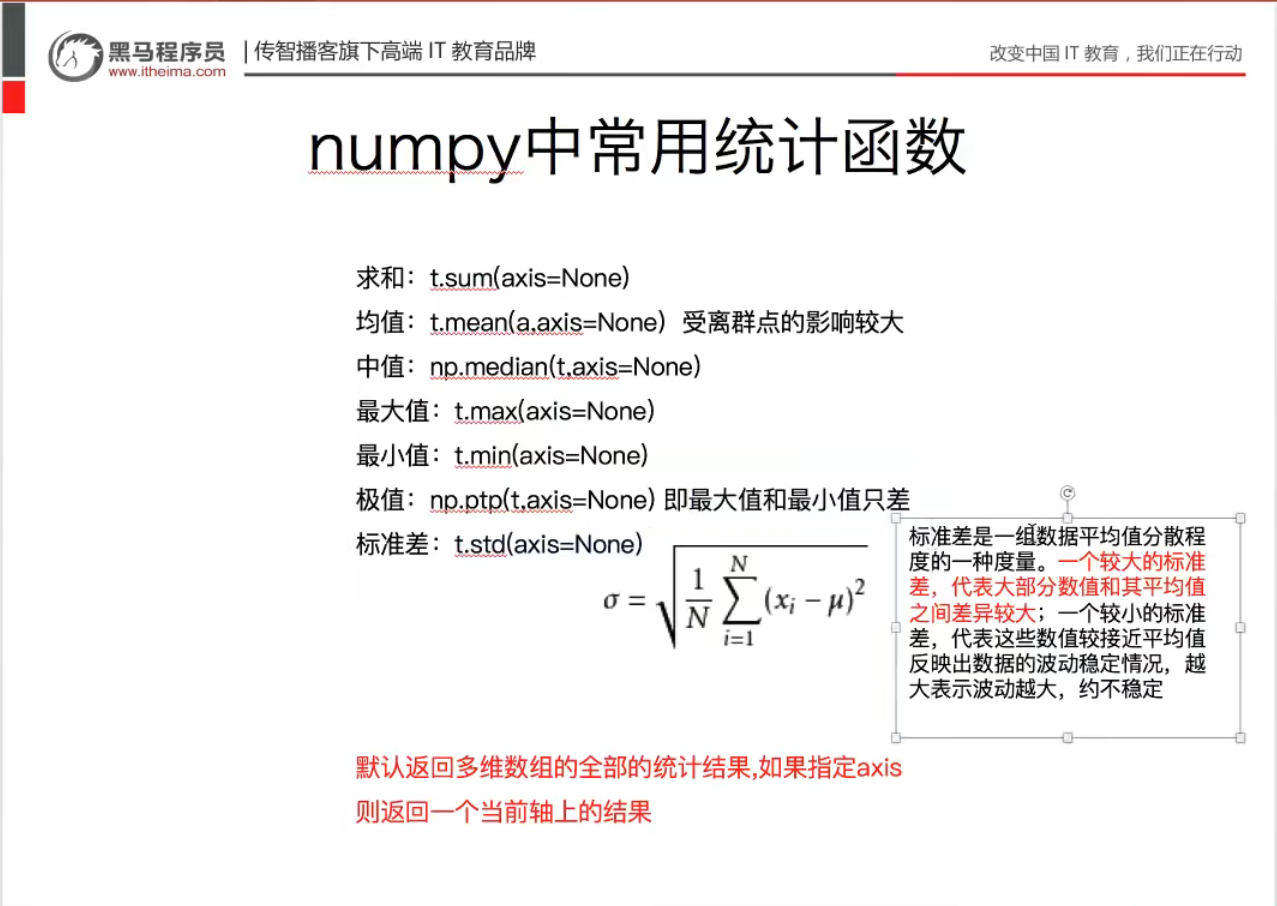 黑马程序员
www.itheima.com
传智播客旗下高端 IT 教育品牌
改变中国 IT 教育，我们正在行动
numpy中常用统计函数
求和：t.sum(axis=None)
均值：t.mean(a,axis=None)  受离群点的影响较大
中值：np.median(t,axis=None)
最大值：t.max(axis=None)
最小值：t.min(axis=None)
极值：np.ptp(t,axis=None) 即最大值和最小值只差
标准差：t.std(axis=None)
σ = √(1/N ∑_{i=1}^{N} (x_i − μ)^2)
标准差是一组数据平均值分散程
度的一种度量。一个较大的标准
差，代表大部分数值和其平均值
之间差异较大；一个较小的标准
差，代表这些数值较接近平均值
反映出数据的波动稳定情况，越
大表示波动越大，约不稳定
默认返回多维数组的全部的统计结果,如果指定axis
则返回一个当前轴上的结果